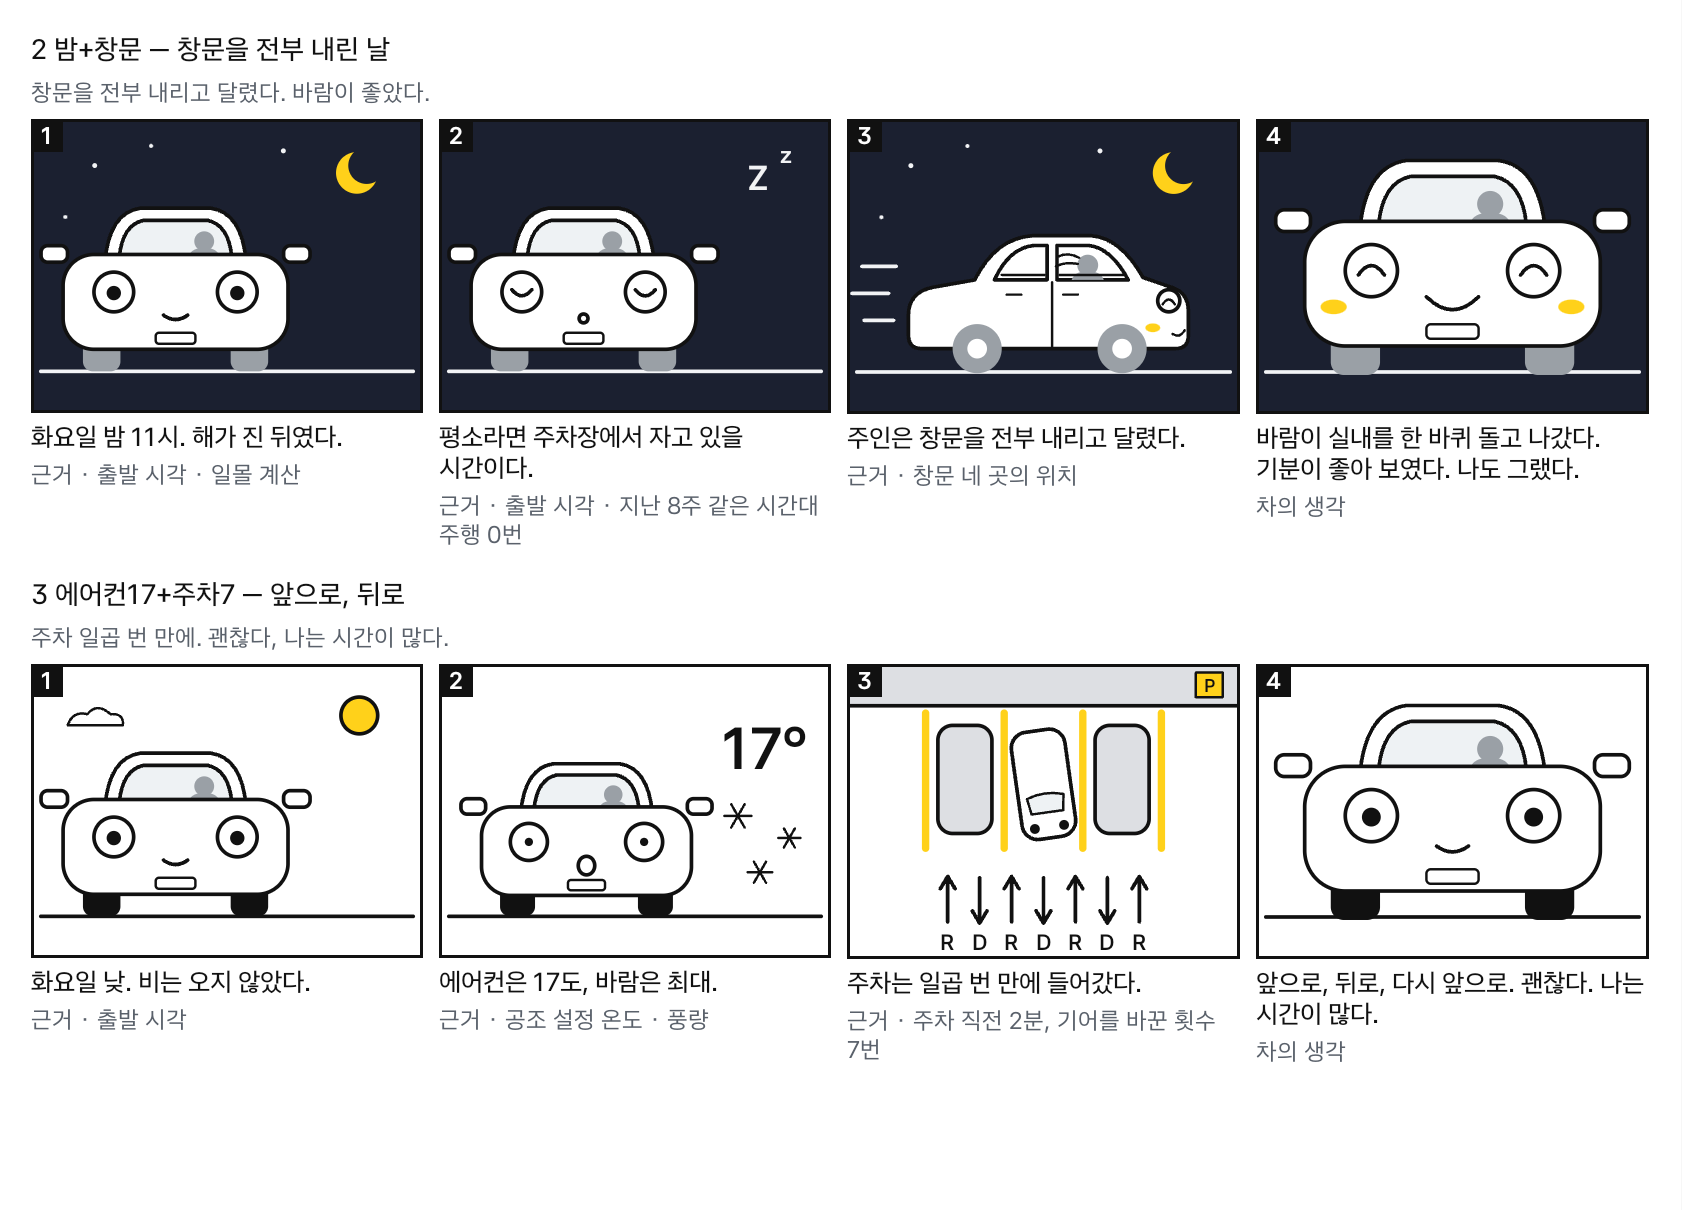 2 밤+창문 — 창문을 전부 내린 날
창문을 전부 내리고 달렸다. 바람이 좋았다.
1
2
z
Z
3
4
화요일 밤 11시. 해가 진 뒤였다.
근거 · 출발 시각 · 일몰 계산
평소라면 주차장에서 자고 있을
시간이다.
근거 · 출발 시각 · 지난 8주 같은 시간대
주행 0번
주인은 창문을 전부 내리고 달렸다.
근거 · 창문 네 곳의 위치
바람이 실내를 한 바퀴 돌고 나갔다.
기분이 좋아 보였다. 나도 그랬다.
차의 생각
3 에어컨17+주차7 — 앞으로, 뒤로
주차 일곱 번 만에. 괜찮다, 나는 시간이 많다.
1
2
17°
3
P
R D R D R D R
4
화요일 낮. 비는 오지 않았다.
근거 · 출발 시각
에어컨은 17도, 바람은 최대.
근거 · 공조 설정 온도 · 풍량
주차는 일곱 번 만에 들어갔다.
근거 · 주차 직전 2분, 기어를 바꾼 횟수
7번
앞으로, 뒤로, 다시 앞으로. 괜찮다. 나는
시간이 많다.
차의 생각